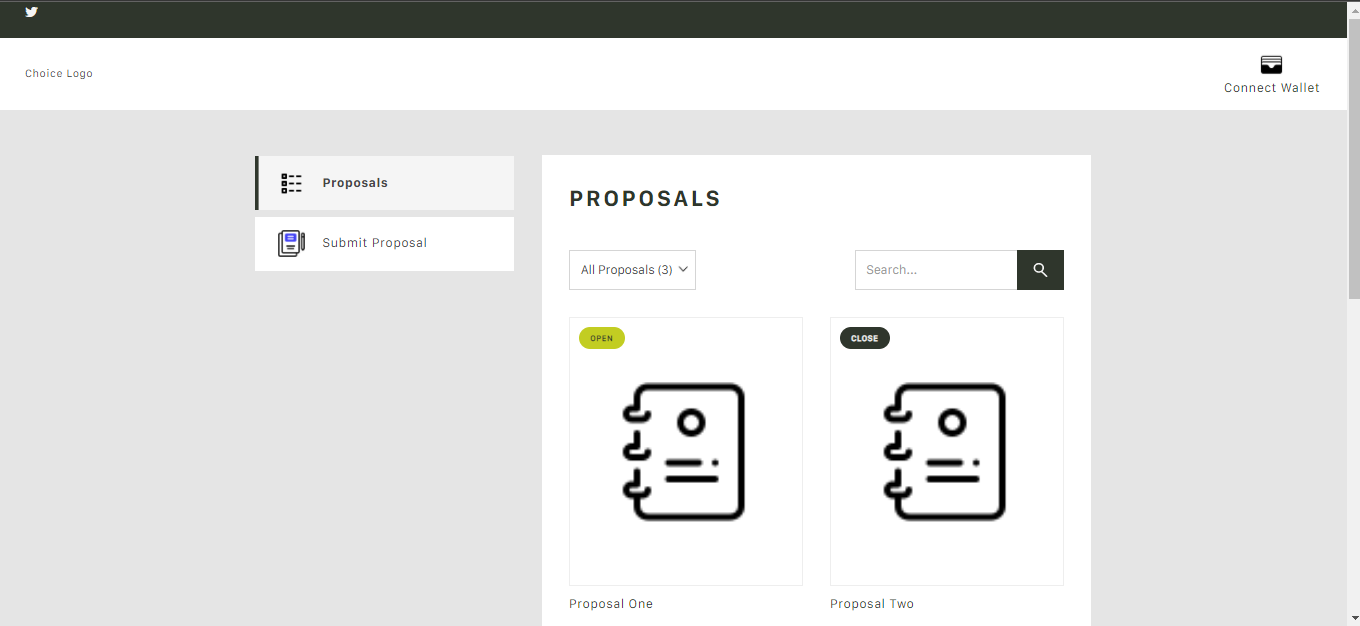 Choice Logo
Connect Wallet
Proposals
Submit Proposal
PROPOSALS
All Proposals (3)
Search...
OPEN
CLOSE
Proposal One
Proposal Two